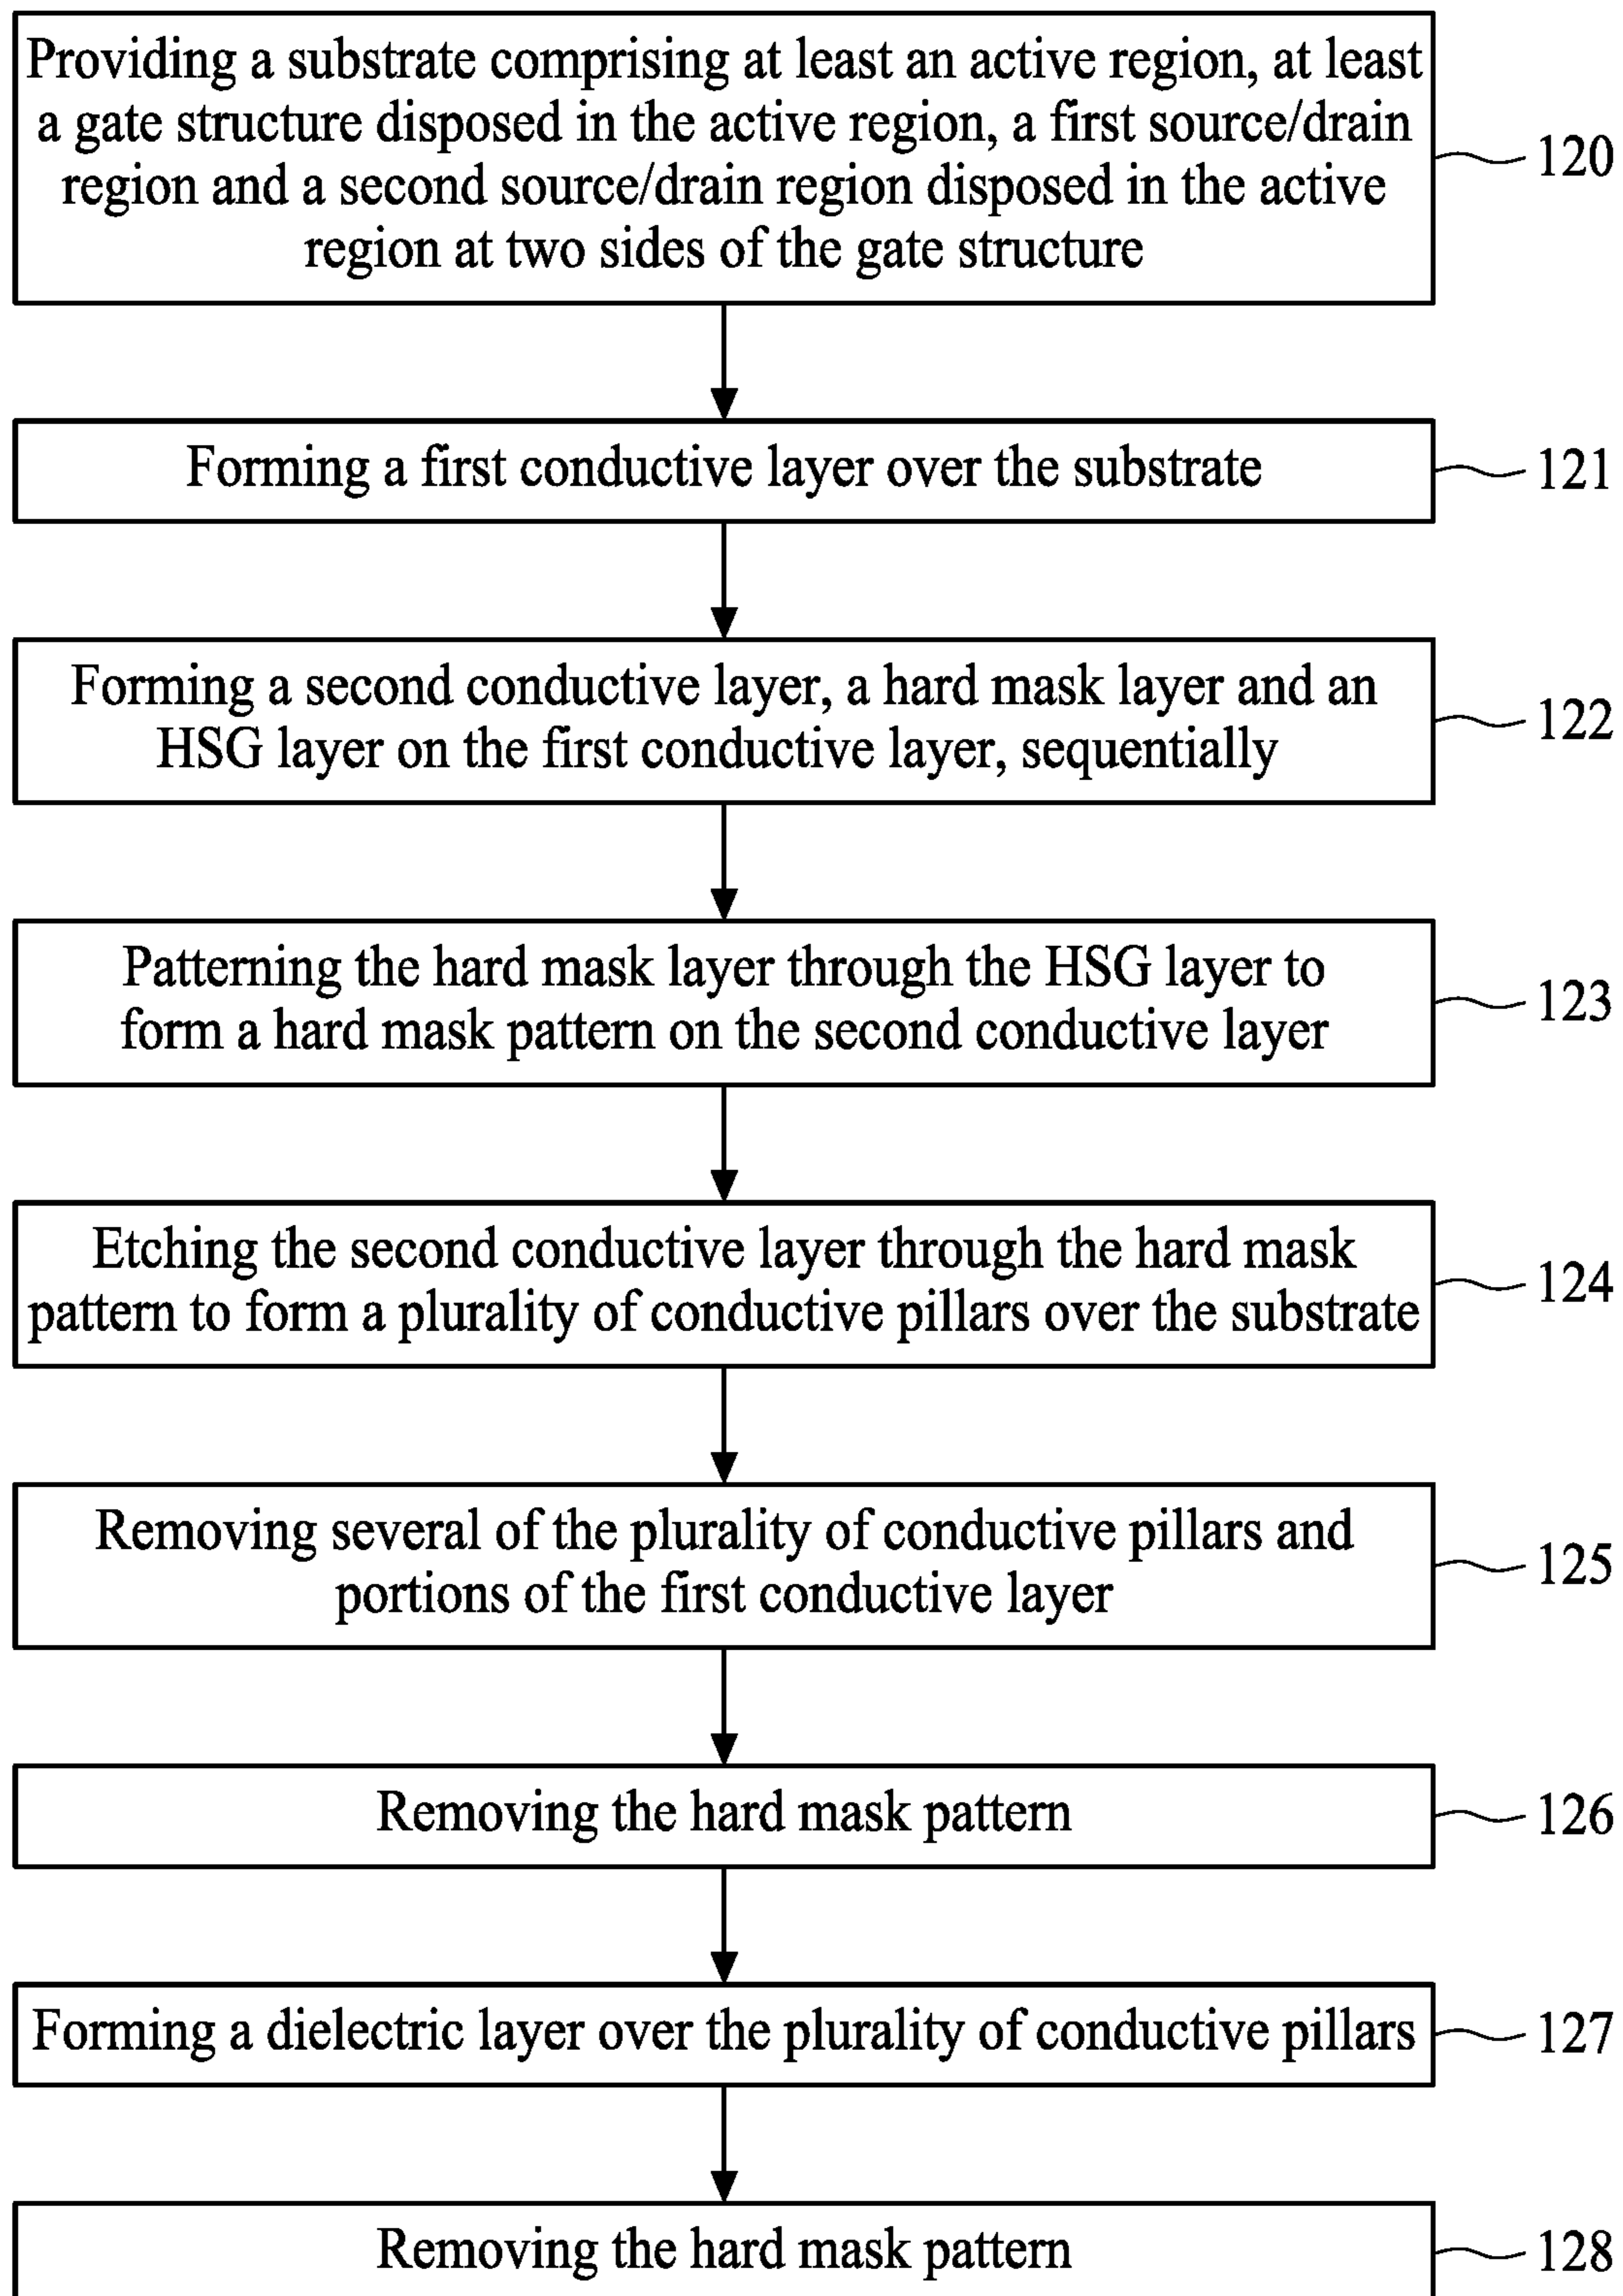 Providing a substrate comprising at least an active region, at least
a gate structure disposed in the active region, a first source/drain
region and a second source/drain region disposed in the active
region at two sides of the gate structure
120
Forming a first conductive layer over the substrate
121
Forming a second conductive layer, a hard mask layer and an
HSG layer on the first conductive layer, sequentially
122
Patterning the hard mask layer through the HSG layer to
form a hard mask pattern on the second conductive layer
123
Etching the second conductive layer through the hard mask
pattern to form a plurality of conductive pillars over the substrate
124
Removing several of the plurality of conductive pillars and
portions of the first conductive layer
125
Removing the hard mask pattern
126
Forming a dielectric layer over the plurality of conductive pillars
127
Removing the hard mask pattern
128